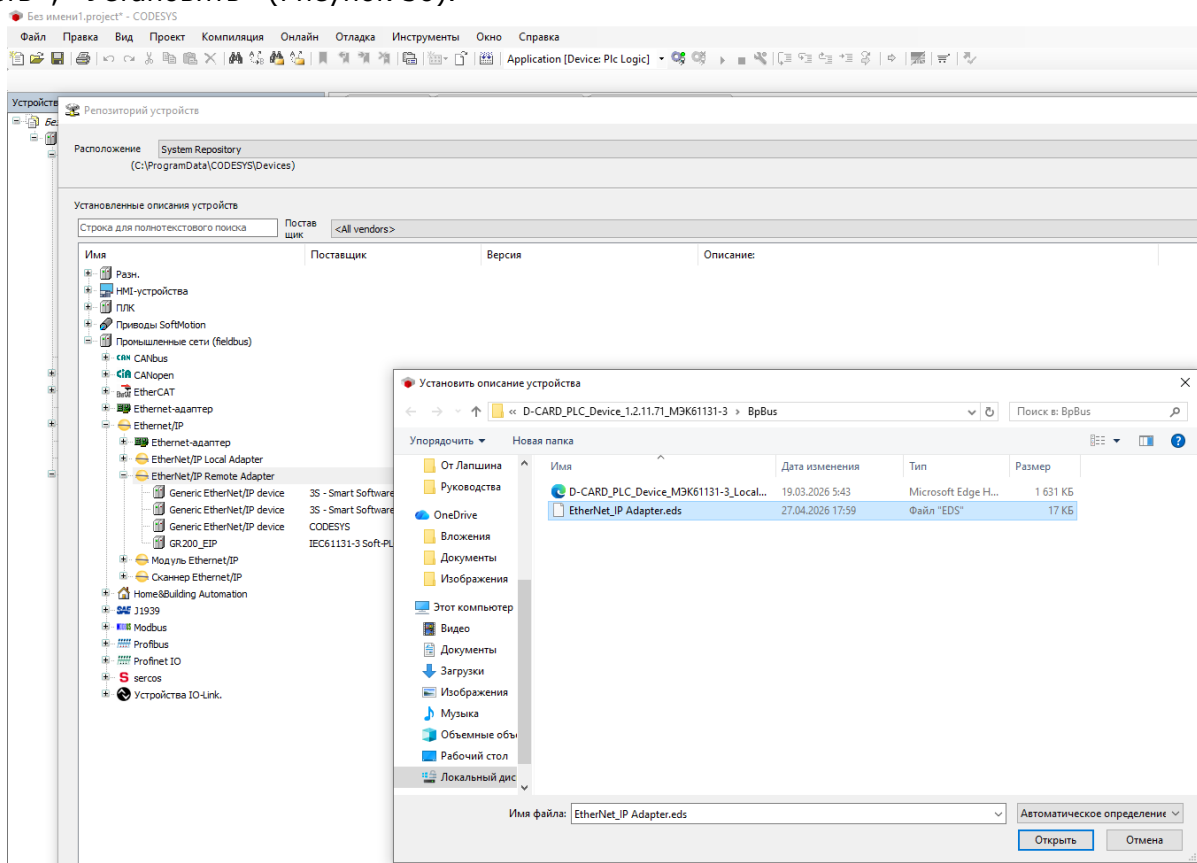 (Рисунок
Без имени1.project* - CODESYS
Файл Правка Вид Проект Компиляция Онлайн Отладка Инструменты Окно Справка
Application [Device: Plc Logic]
Устройств
Репозиторий устройств
Расположение System Repository
(C:\ProgramData\CODESYS\Devices)
Установленные описания устройств
Строка для полнотекстового поиска Постав
щик <All vendors>
Имя Поставщик Версия Описание:
Разн.
HMI-устройства
ПЛК
Приводы SoftMotion
Промышленные сети (fieldbus)
CANbus
CANopen
EtherCAT
Ethernet-адаптер
Ethernet/IP
Ethernet-адаптер
EtherNet/IP Local Adapter
EtherNet/IP Remote Adapter
Generic EtherNet/IP device 3S - Smart Software
Generic EtherNet/IP device 3S - Smart Software
Generic EtherNet/IP device CODESYS
GR200_EIP IEC61131-3 Soft-PL
Модуль Ethernet/IP
Сканнер Ethernet/IP
Home&Building Automation
J1939
Modbus
Profibus
Profinet IO
sercos
Устройства IO-Link.
Установить описание устройства
« D-CARD_PLC_Device_1.2.11.71_МЭК61131-3 › BpBus Поиск в: BpBus
Упорядочить Новая папка
От Лапшина
Руководства
OneDrive
Вложения
Документы
Изображения
Этот компьютер
Видео
Документы
Загрузки
Изображения
Музыка
Объемные объ
Рабочий стол
Локальный дис
Имя Дата изменения Тип Размер
D-CARD_PLC_Device_МЭК61131-3_Local... 19.03.2026 5:43 Microsoft Edge H... 1 631 КБ
EtherNet_IP Adapter.eds 27.04.2026 17:59 Файл "EDS" 17 КБ
Имя файла: EtherNet_IP Adapter.eds Автоматическое определение
Открыть Отмена